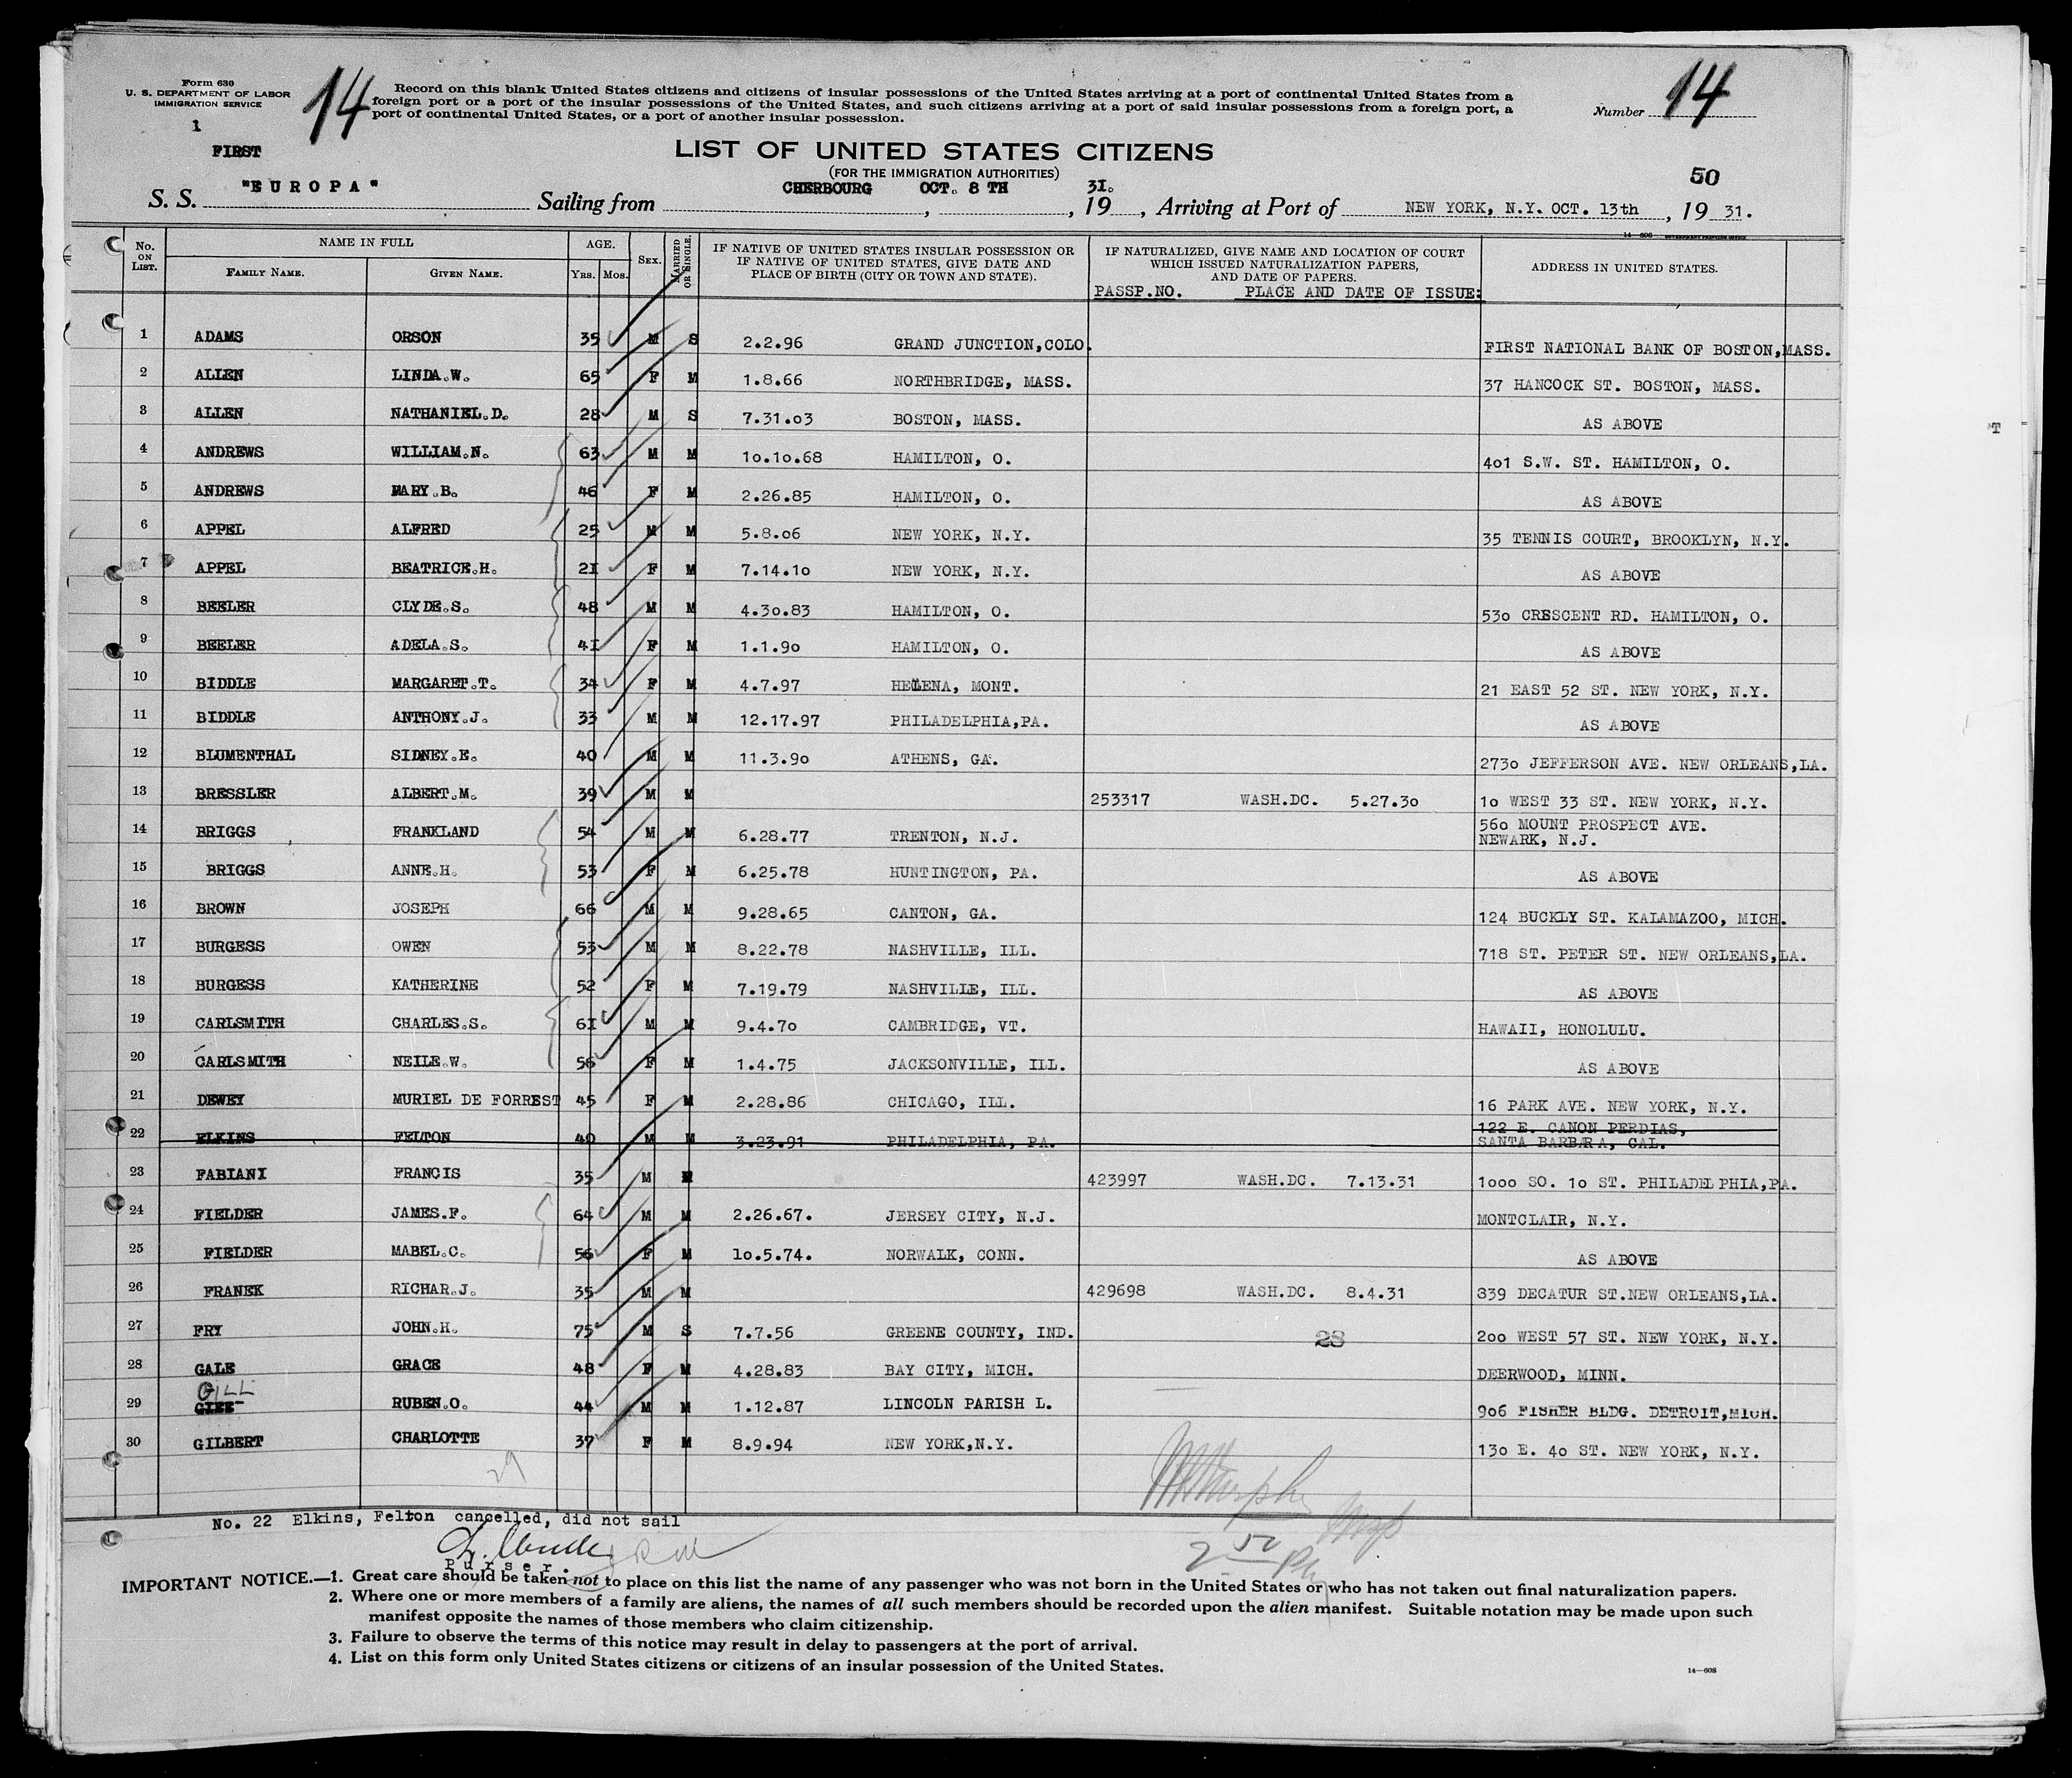 Form 630
U. S. DEPARTMENT OF LABOR
IMMIGRATION SERVICE
1
14
Record on this blank United States citizens and citizens of insular possessions of the United States arriving at a port of continental United States from a
foreign port or a port of the insular possessions of the United States, and such citizens arriving at a port of said insular possessions from a foreign port, a
port of continental United States, or a port of another insular possession.
Number 14
FIRST
LIST OF UNITED STATES CITIZENS
(FOR THE IMMIGRATION AUTHORITIES)
50
S. S. "EUROPA" Sailing from CHERBOURG, OCT. 8 TH, 19 31., Arriving at Port of NEW YORK, N.Y. OCT. 13th, 19 31.
No. ON LIST. NAME IN FULL FAMILY NAME. GIVEN NAME. AGE. YRS. MOS. SEX. MARRIED OR SINGLE. IF NATIVE OF UNITED STATES INSULAR POSSESSION OR IF NATIVE OF UNITED STATES, GIVE DATE AND PLACE OF BIRTH (CITY OR TOWN AND STATE). IF NATURALIZED, GIVE NAME AND LOCATION OF COURT WHICH ISSUED NATURALIZATION PAPERS, AND DATE OF PAPERS. ADDRESS IN UNITED STATES.
PASSP.NO. PLACE AND DATE OF ISSUE:
1 ADAMS ORSON 35 M S 2.2.96 GRAND JUNCTION,COLO. FIRST NATIONAL BANK OF BOSTON,MASS.
2 ALLEN LINDA.W. 65 F M 1.8.66 NORTHBRIDGE, MASS. 37 HANCOCK ST. BOSTON, MASS.
3 ALLEN NATHANIEL.D. 28 M S 7.31.03 BOSTON, MASS. AS ABOVE
4 ANDREWS WILLIAM.N. 63 M M 10.10.68 HAMILTON, O. 401 S.W. ST. HAMILTON, O.
5 ANDREWS MARY.B. 46 F M 2.26.85 HAMILTON, O. AS ABOVE
6 APPEL ALFRED 25 M M 5.8.06 NEW YORK, N.Y. 35 TENNIS COURT, BROOKLYN, N.Y.
7 APPEL BEATRICE.H. 21 F M 7.14.10 NEW YORK, N.Y. AS ABOVE
8 BEELER CLYDE.S. 48 M M 4.30.83 HAMILTON, O. 530 CRESCENT RD. HAMILTON, O.
9 BEELER ADELA.S. 41 F M 1.1.90 HAMILTON, O. AS ABOVE
10 BIDDLE MARGARET.T. 34 F M 4.7.97 HELENA, MONT. 21 EAST 52 ST. NEW YORK, N.Y.
11 BIDDLE ANTHONY.J. 33 M M 12.17.97 PHILADELPHIA,PA. AS ABOVE
12 BLUMENTHAL SIDNEY.E. 40 M M 11.3.90 ATHENS, GA. 2730 JEFFERSON AVE. NEW ORLEANS,LA.
13 BRESSLER ALBERT.M. 39 M M 253317 WASH.DC. 5.27.30 10 WEST 33 ST. NEW YORK, N.Y.
14 BRIGGS FRANKLAND 54 M M 6.28.77 TRENTON, N.J. 560 MOUNT PROSPECT AVE.
NEWARK, N.J.
15 BRIGGS ANNE.H. 53 F M 6.25.78 HUNTINGTON, PA. AS ABOVE
16 BROWN JOSEPH 66 M M 9.28.65 CANTON, GA. 124 BUCKLY ST. KALAMAZOO, MICH.
17 BURGESS OWEN 53 M M 8.22.78 NASHVILLE, ILL. 718 ST. PETER ST. NEW ORLEANS,LA.
18 BURGESS KATHERINE 52 F M 7.19.79 NASHVILLE, ILL. AS ABOVE
19 CARLSMITH CHARLES.S. 61 M M 9.4.70 CAMBRIDGE, VT. HAWAII, HONOLULU.
20 CARLSMITH NEILE.W. 56 F M 1.4.75 JACKSONVILLE, ILL. AS ABOVE
21 DEWEY MURIEL DE FORREST 45 F M 2.28.86 CHICAGO, ILL. 16 PARK AVE. NEW YORK, N.Y.
22 ELKINS FELTON 40 M M 3.23.91 PHILADELPHIA, PA. 122 E. CANON PERDIAS,
SANTA BARBARA, CAL.
23 FABIANI FRANCIS 35 M M 423997 WASH.DC. 7.13.31 1000 SO. 10 ST. PHILADELPHIA,PA.
24 FIELDER JAMES.F. 64 M M 2.26.67. JERSEY CITY, N.J. MONTCLAIR, N.Y.
25 FIELDER MABEL.C. 56 F M 10.5.74. NORWALK, CONN. AS ABOVE
26 FRANEK RICHAR.J. 35 M M 429698 WASH.DC. 8.4.31 839 DECATUR ST.NEW ORLEANS,LA.
27 FRY JOHN.H. 75 M S 7.7.56 GREENE COUNTY, IND. 28 200 WEST 57 ST. NEW YORK, N.Y.
28 GALE GRACE 48 F M 4.28.83 BAY CITY, MICH. DEERWOOD, MINN.
GILL
29 RUBEN.O. 44 M M 1.12.87 LINCOLN PARISH L. 906 FISHER BLDG. DETROIT,MICH.
30 GILBERT CHARLOTTE 37 F M 8.9.94 NEW YORK,N.Y. 130 E. 40 ST. NEW YORK, N.Y.
29
No. 22 Elkins, Felton cancelled, did not sail
Purser.
IMPORTANT NOTICE.—1. Great care should be taken not to place on this list the name of any passenger who was not born in the United States or who has not taken out final naturalization papers.
2. Where one or more members of a family are aliens, the names of all such members should be recorded upon the alien manifest. Suitable notation may be made upon such
manifest opposite the names of those members who claim citizenship.
3. Failure to observe the terms of this notice may result in delay to passengers at the port of arrival.
4. List on this form only United States citizens or citizens of an insular possession of the United States.
14—608